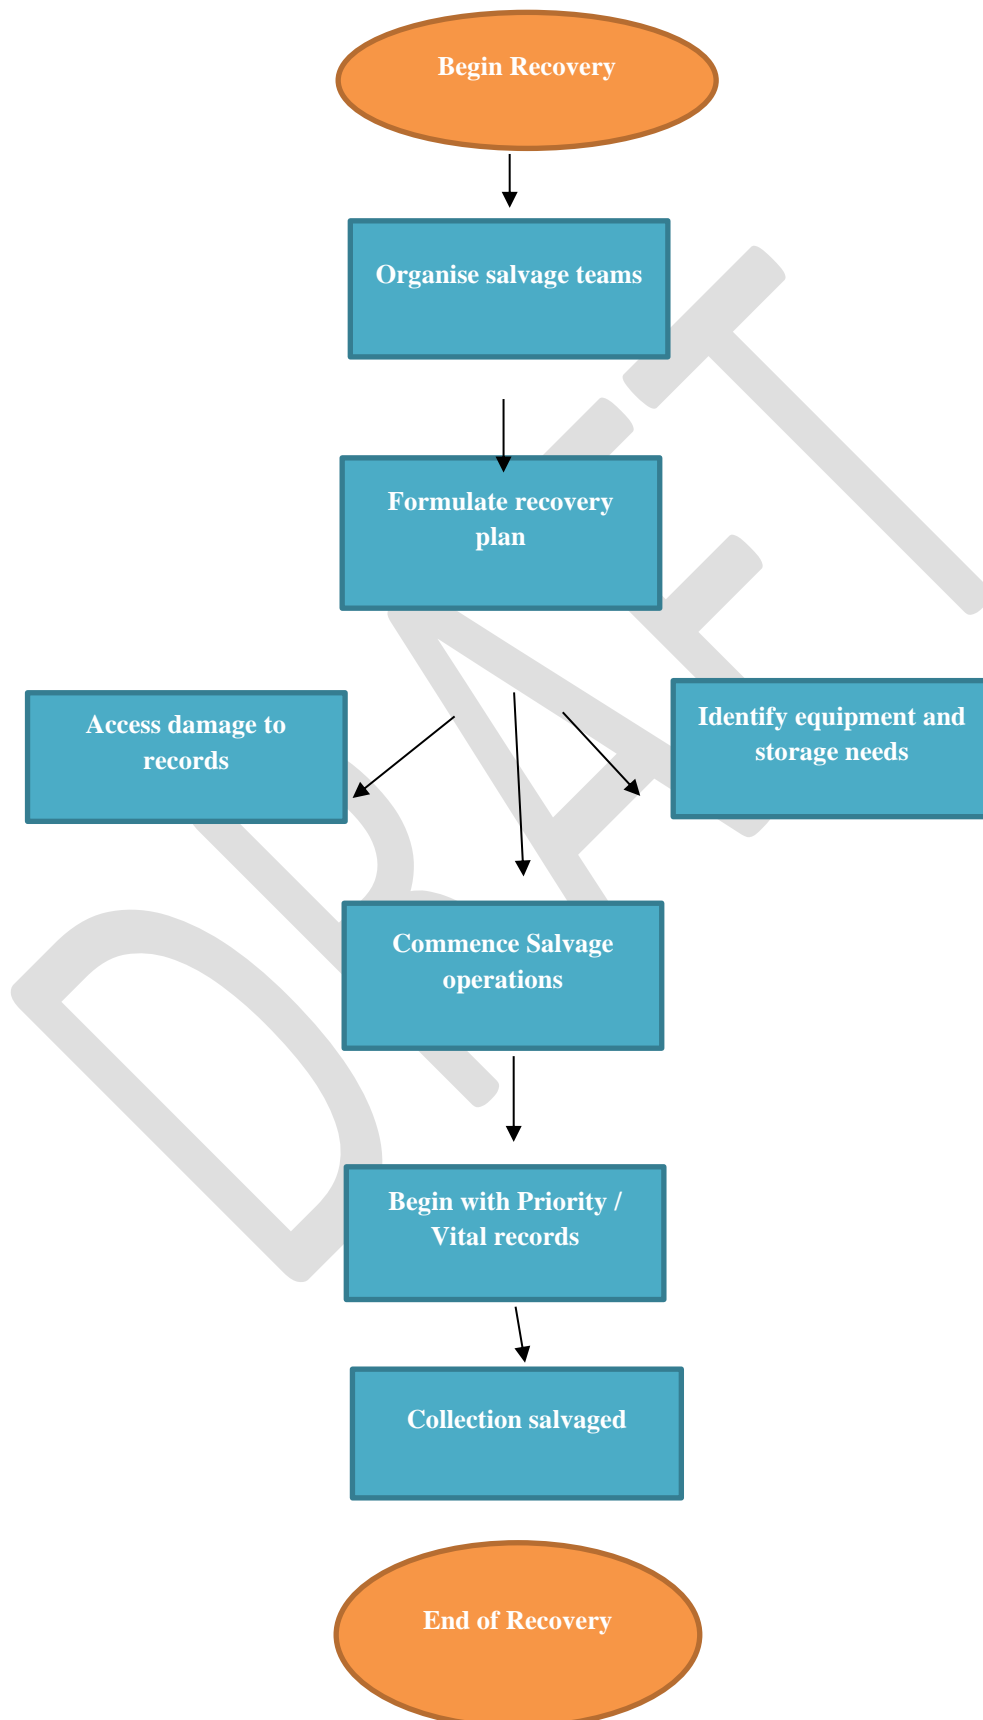 Begin Recovery
Organise salvage teams
Formulate recovery
plan
Access damage to
records
Identify equipment and
storage needs
Commence Salvage
operations
Begin with Priority /
Vital records
Collection salvaged
End of Recovery
DRAFT